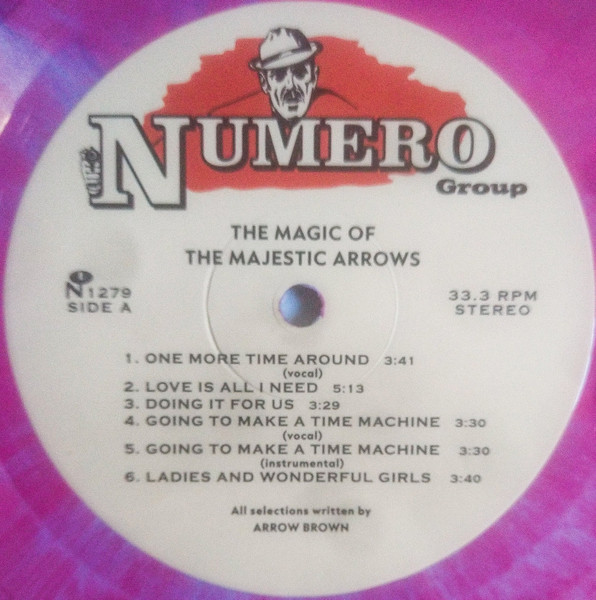 THE NUMERO
Group
THE MAGIC OF
THE MAJESTIC ARROWS
N1279
SIDE A
33.3 RPM
STEREO
1. ONE MORE TIME AROUND 3:41
(vocal)
2. LOVE IS ALL I NEED 5:13
3. DOING IT FOR US 3:29
4. GOING TO MAKE A TIME MACHINE 3:30
(vocal)
5. GOING TO MAKE A TIME MACHINE 3:30
(instrumental)
6. LADIES AND WONDERFUL GIRLS 3:40
All selections written by
ARROW BROWN